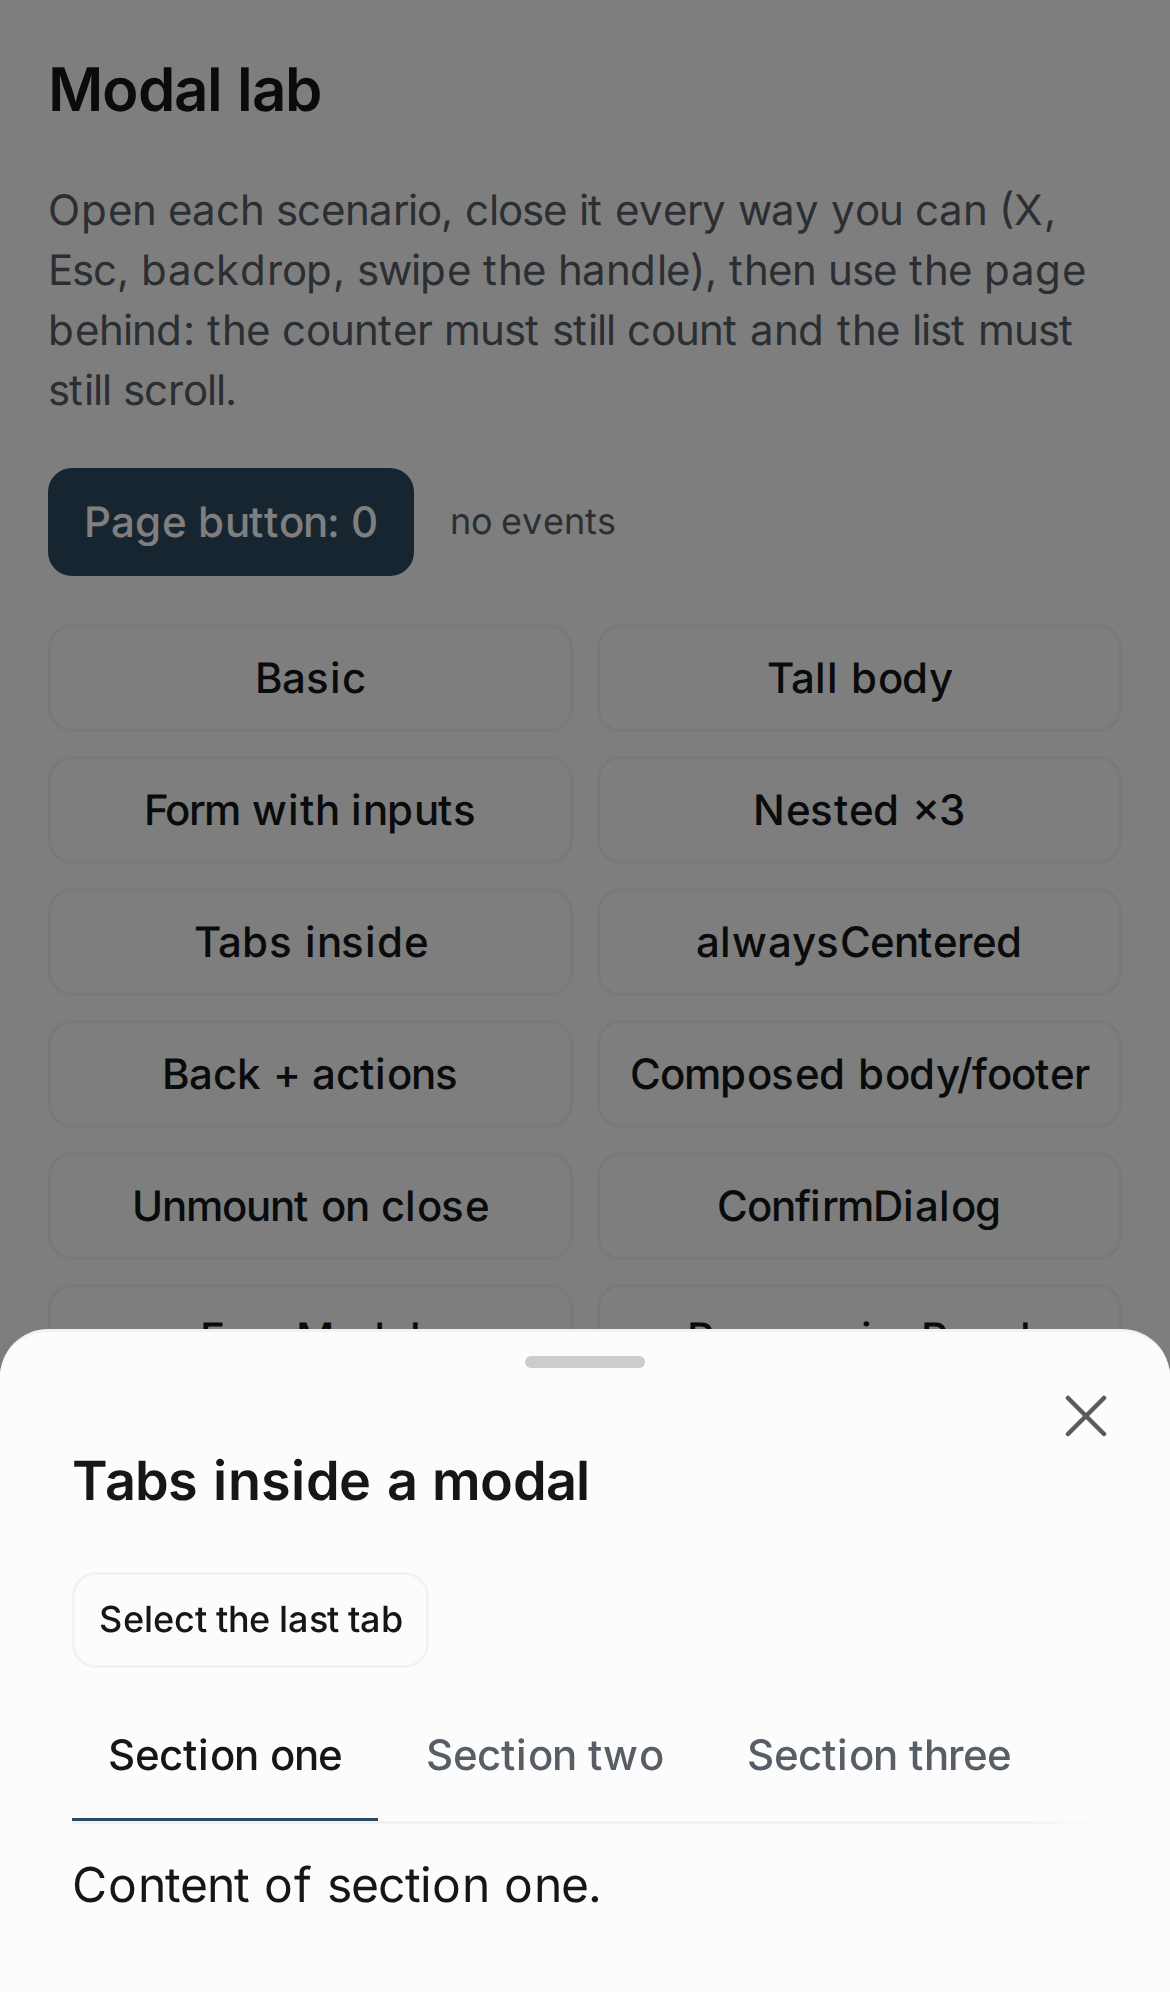 Modal lab
Open each scenario, close it every way you can (X,
Esc, backdrop, swipe the handle), then use the page
behind: the counter must still count and the list must
still scroll.
Page button: 0
no events
Basic
Tall body
Form with inputs
Nested ×3
Tabs inside
alwaysCentered
Back + actions
Composed body/footer
Unmount on close
ConfirmDialog
Tabs inside a modal
Select the last tab
Section one
Section two
Section three
Content of section one.